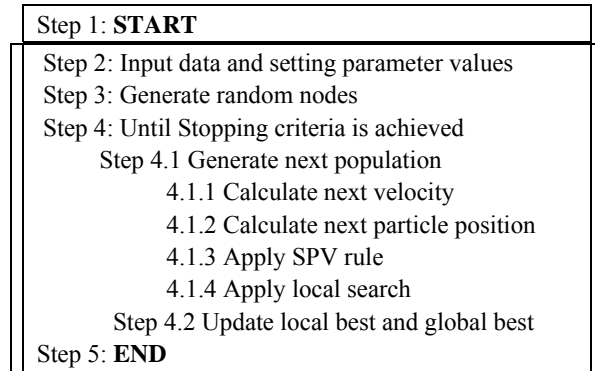 Step 1: START
Step 2: Input data and setting parameter values
Step 3: Generate random nodes
Step 4: Until Stopping criteria is achieved
Step 4.1 Generate next population
4.1.1 Calculate next velocity
4.1.2 Calculate next particle position
4.1.3 Apply SPV rule
4.1.4 Apply local search
Step 4.2 Update local best and global best
Step 5: END